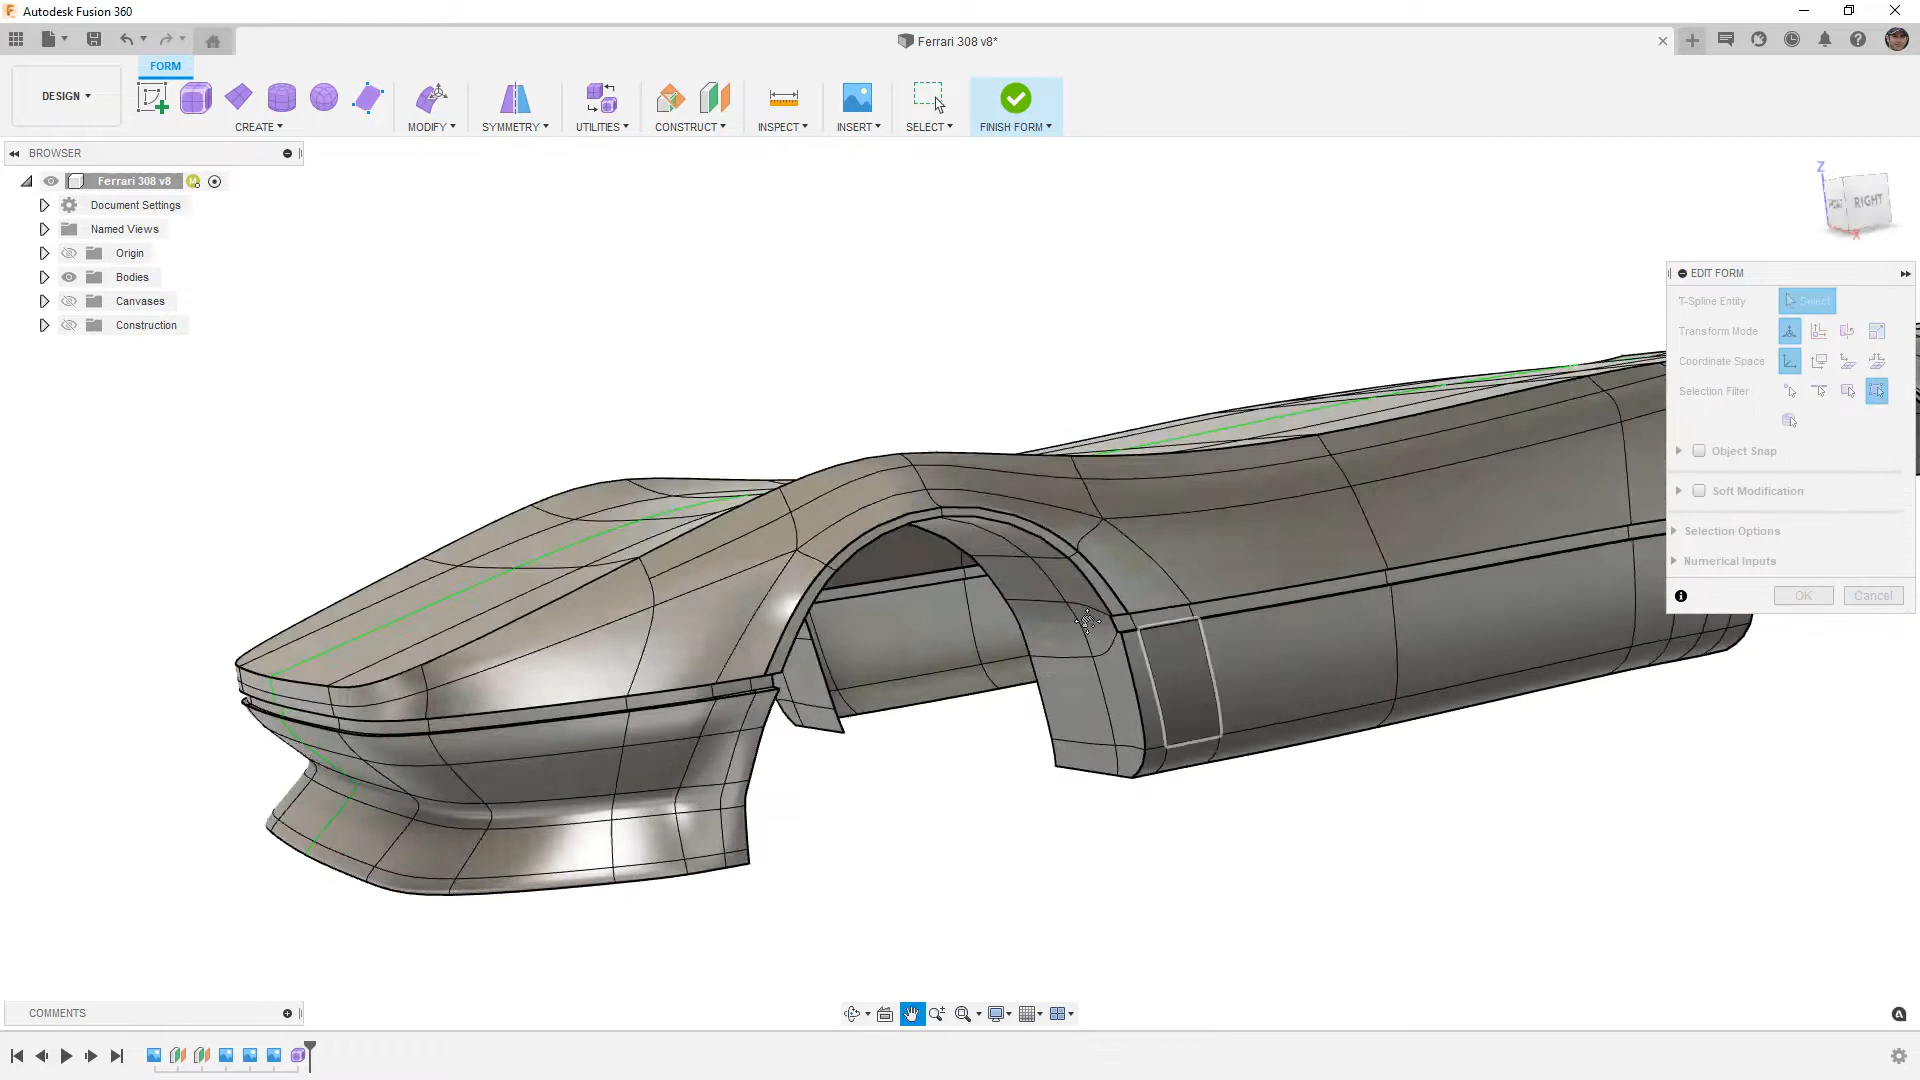 Autodesk Fusion 360
Ferrari 308 v8*
FORM
DESIGN
CREATE
MODIFY
SYMMETRY
UTILITIES
CONSTRUCT
INSPECT
INSERT
SELECT
FINISH FORM
BROWSER
Ferrari 308 v8
Document Settings
Named Views
Origin
Bodies
Canvases
Construction
Z
RIGHT
X
EDIT FORM
T-Spline Entity
Select
Transform Mode
Coordinate Space
Selection Filter
Object Snap
Soft Modification
Selection Options
Numerical Inputs
OK
Cancel
COMMENTS